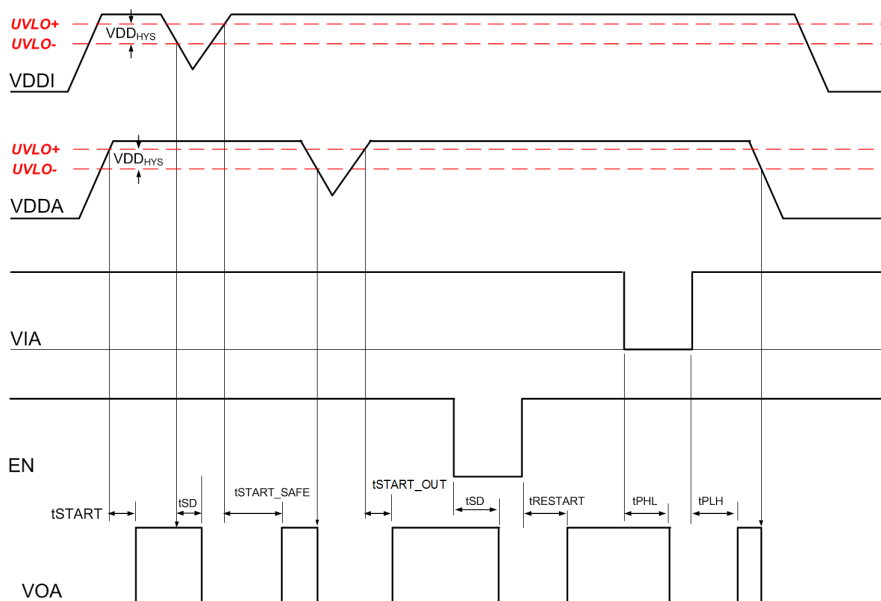 UVLO+
VDDHYS
UVLO-
VDDI
UVLO+
VDDHYS
UVLO-
VDDA
VIA
EN
tSTART
tSD
tSTART_SAFE
tSTART_OUT
tSD
tRESTART
tPHL
tPLH
VOA